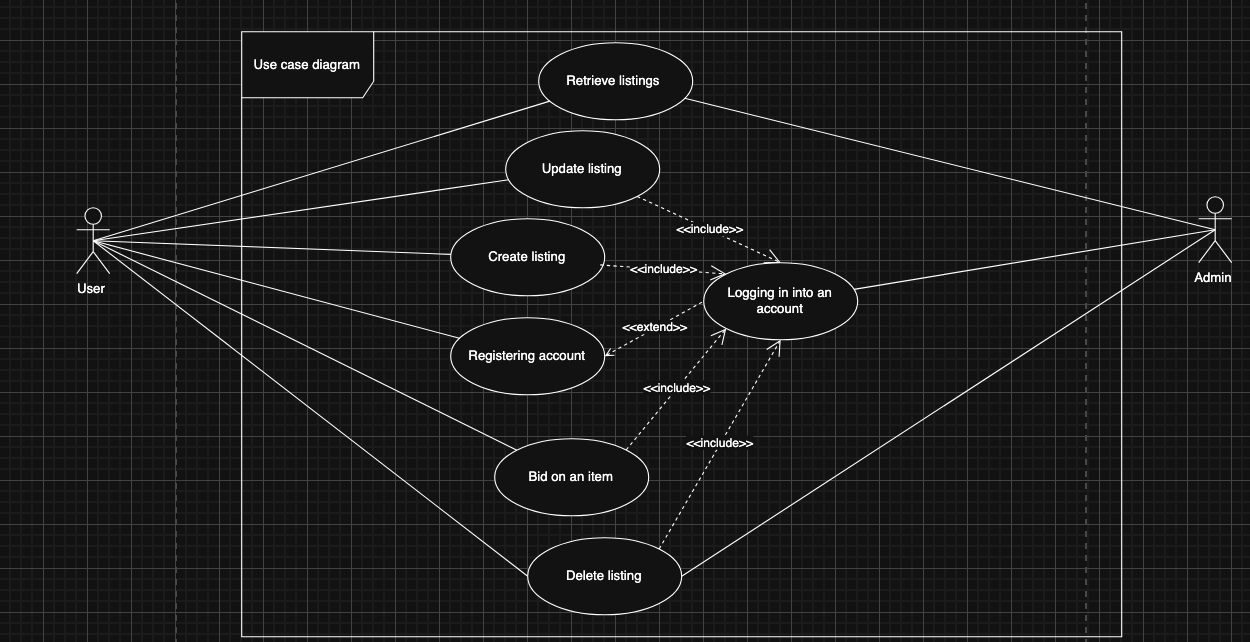 Use case diagram
Retrieve listings
Update listing
<<include>>
Create listing
<<include>>
User
Admin
Logging in into an
account
<<extend>>
Registering account
<<include>>
<<include>>
Bid on an item
Delete listing